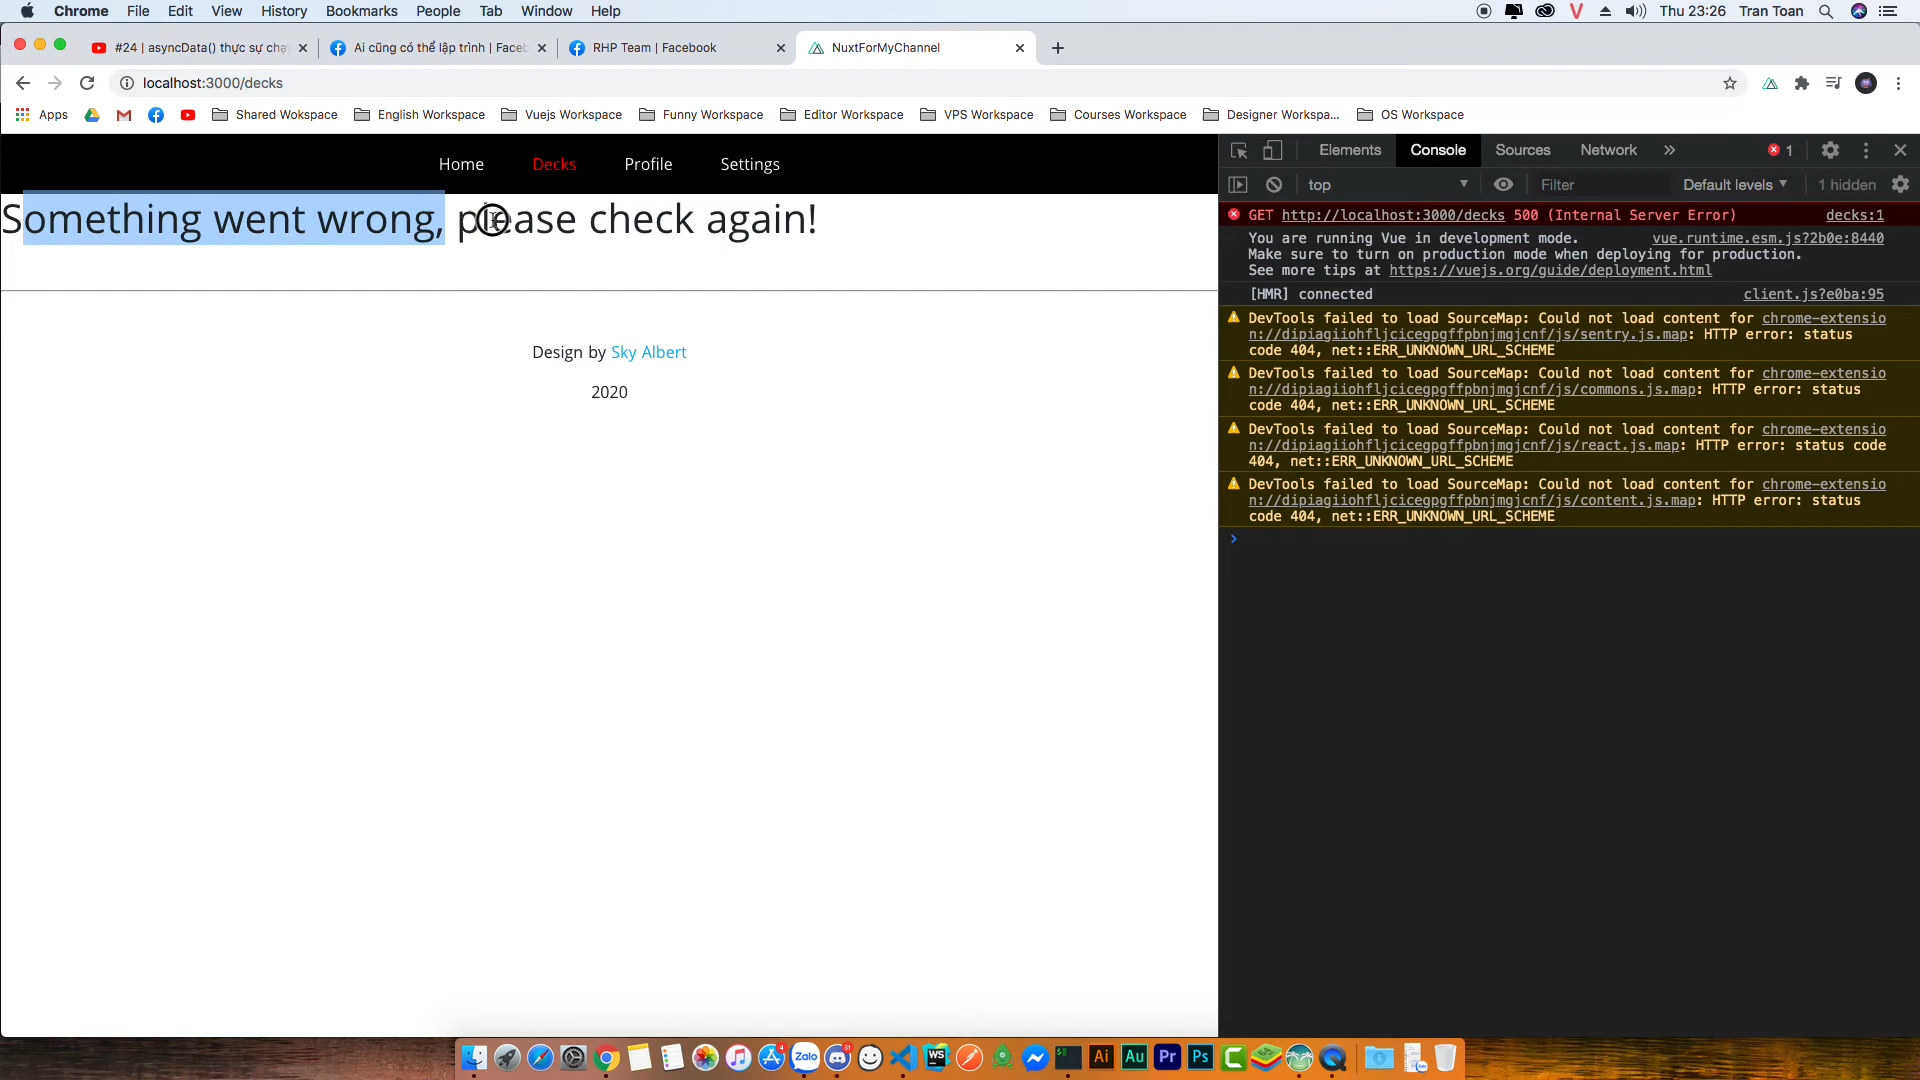 Chrome File Edit View History Bookmarks People Tab Window Help
Thu 23:26 Tran Toan
#24 | asyncData() thực sự chạy
Ai cũng có thể lập trình | Faceb
RHP Team | Facebook
NuxtForMyChannel
localhost:3000/decks
Apps
Shared Wokspace
English Workspace
Vuejs Workspace
Funny Workspace
Editor Workspace
VPS Workspace
Courses Workspace
Designer Workspa...
OS Workspace
Home Decks Profile Settings
Something went wrong, please check again!
Design by Sky Albert
2020
Elements Console Sources Network » 1
top Filter Default levels 1 hidden
GET http://localhost:3000/decks 500 (Internal Server Error) decks:1
You are running Vue in development mode. vue.runtime.esm.js?2b0e:8440
Make sure to turn on production mode when deploying for production.
See more tips at https://vuejs.org/guide/deployment.html
[HMR] connected client.js?e0ba:95
DevTools failed to load SourceMap: Could not load content for chrome-extensio
n://dipiagiiohfljcicegpgffpbnjmgjcnf/js/sentry.js.map: HTTP error: status
code 404, net::ERR_UNKNOWN_URL_SCHEME
DevTools failed to load SourceMap: Could not load content for chrome-extensio
n://dipiagiiohfljcicegpgffpbnjmgjcnf/js/commons.js.map: HTTP error: status
code 404, net::ERR_UNKNOWN_URL_SCHEME
DevTools failed to load SourceMap: Could not load content for chrome-extensio
n://dipiagiiohfljcicegpgffpbnjmgjcnf/js/react.js.map: HTTP error: status code
404, net::ERR_UNKNOWN_URL_SCHEME
DevTools failed to load SourceMap: Could not load content for chrome-extensio
n://dipiagiiohfljcicegpgffpbnjmgjcnf/js/content.js.map: HTTP error: status
code 404, net::ERR_UNKNOWN_URL_SCHEME
Zalo
WS
Ai
Au
Pr
Ps